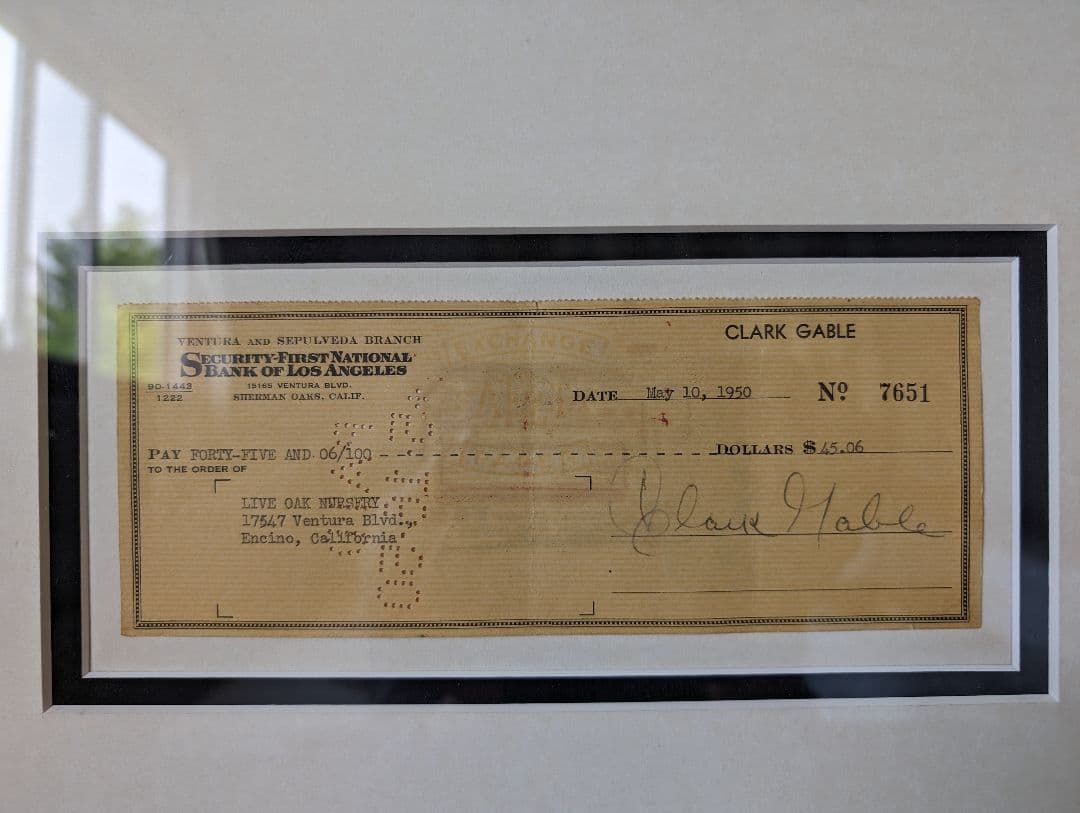 VENTURA AND SEPULVEDA BRANCH
SECURITY-FIRST NATIONAL
BANK OF LOS ANGELES
15165 VENTURA BLVD.
SHERMAN OAKS, CALIF.
90-1443
1222
CLARK GABLE
DATE May 10, 1950 Nº 7651
PAY FORTY-FIVE AND 06/100 DOLLARS $ 45.06
TO THE ORDER OF
LIVE OAK NURSERY
17547 Ventura Blvd.,
Encino, California
Clark Gable
EXCHANGE